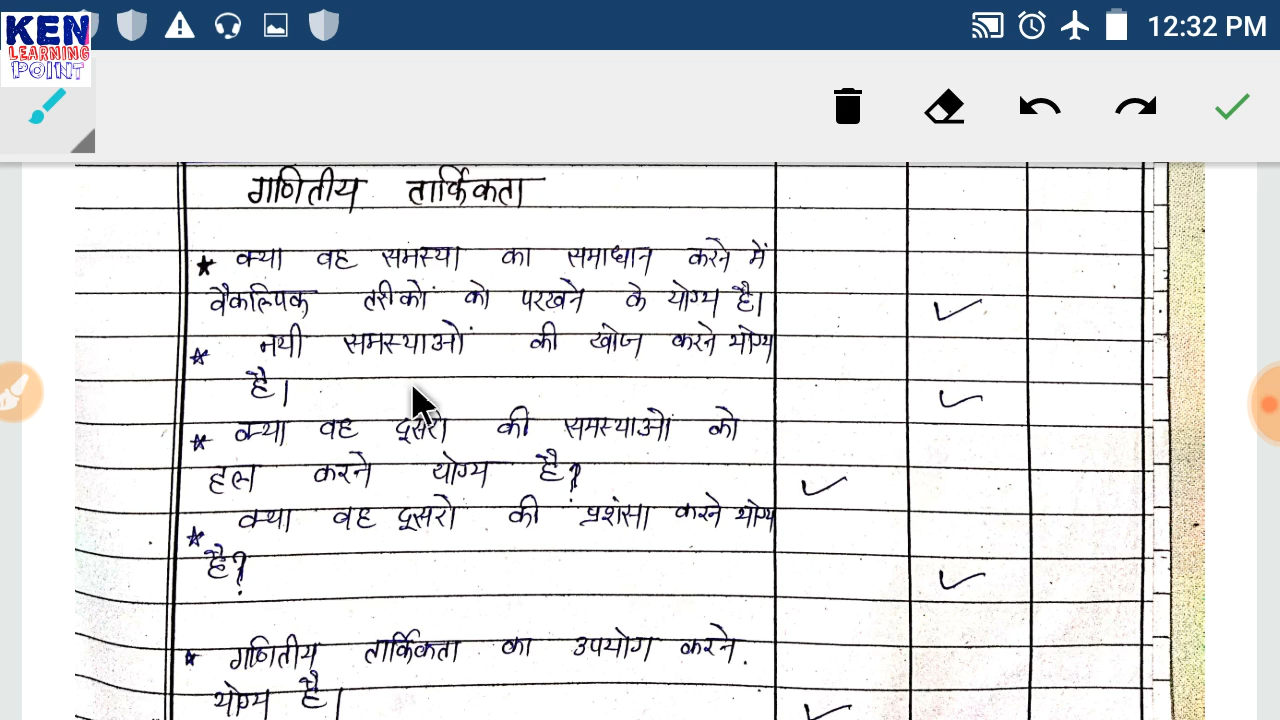 KEN
LEARNING
POINT
12:32 PM
गणितीय तार्किकता
★ क्या वह समस्या का समाधान करने में
वैकल्पिक तरीकों को परखने के योग्य है।
★ नयी समस्याओं की खोज करने योग्य
है।
★ क्या वह दूसरो की समस्याओं को
हल करने योग्य है?
★ क्या वह दूसरो की प्रशंसा करने योग्य
है?
★ गणितीय तार्किकता का उपयोग करने.
योग्य है।